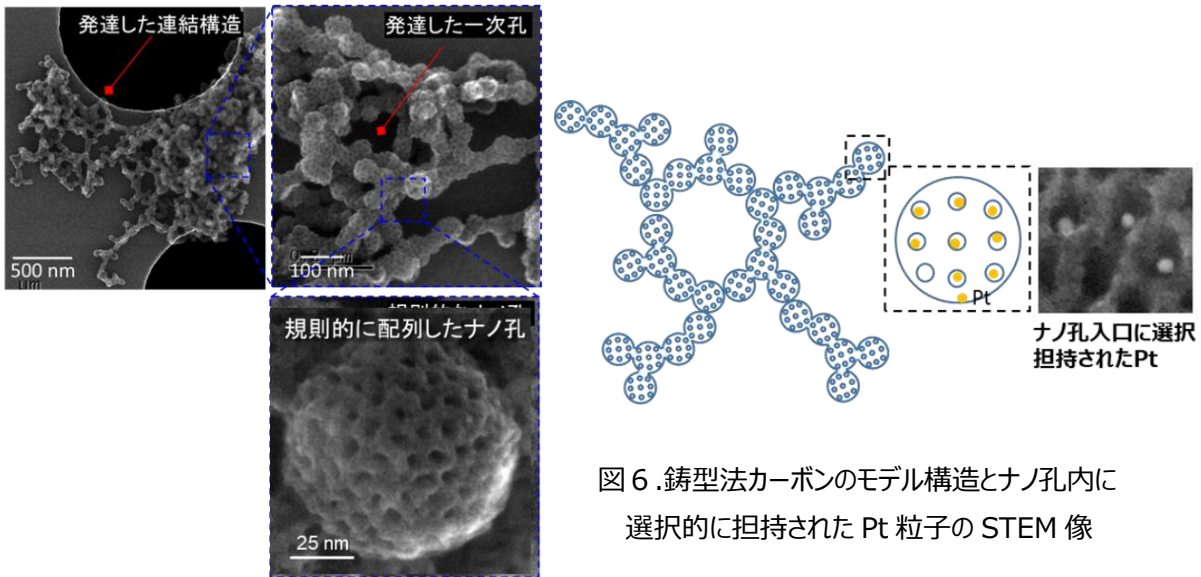 発達した連結構造
500 nm
発達した一次孔
100 nm
規則的に配列したナノ孔
25 nm
Pt
ナノ孔入口に選択
担持されたPt
図6.鋳型法カーボンのモデル構造とナノ孔内に
選択的に担持された Pt 粒子の STEM 像